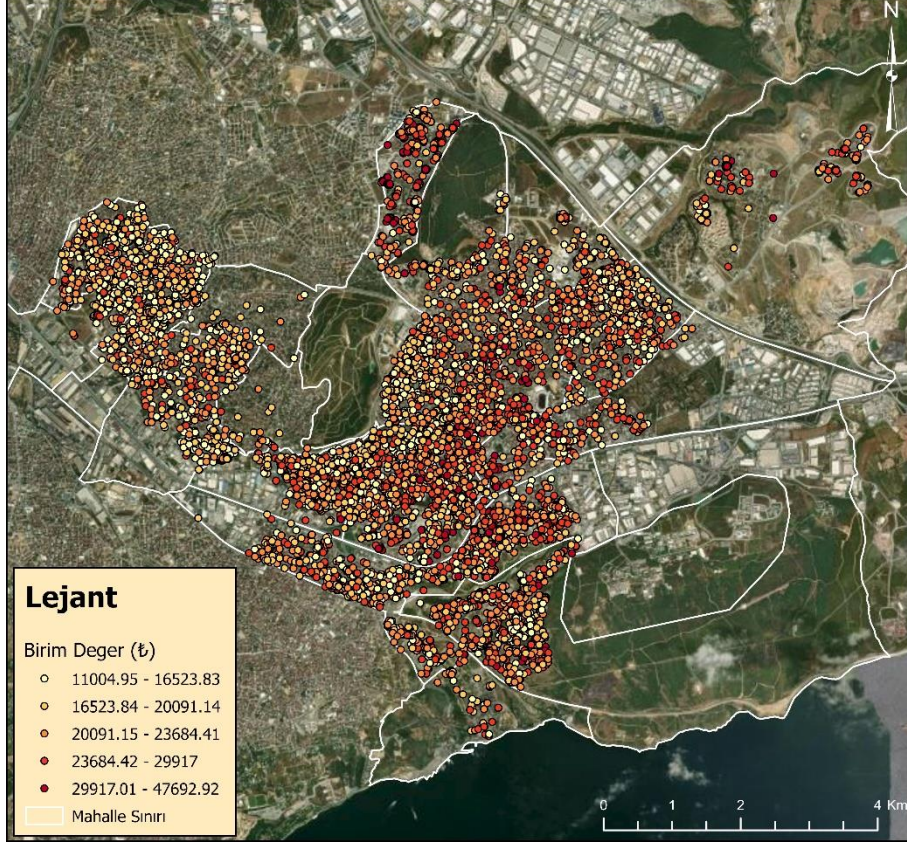 N
Lejant
Birim Deger (₺)
11004.95 - 16523.83
16523.84 - 20091.14
20091.15 - 23684.41
23684.42 - 29917
29917.01 - 47692.92
Mahalle Sınırı
0 1 2 4 Km